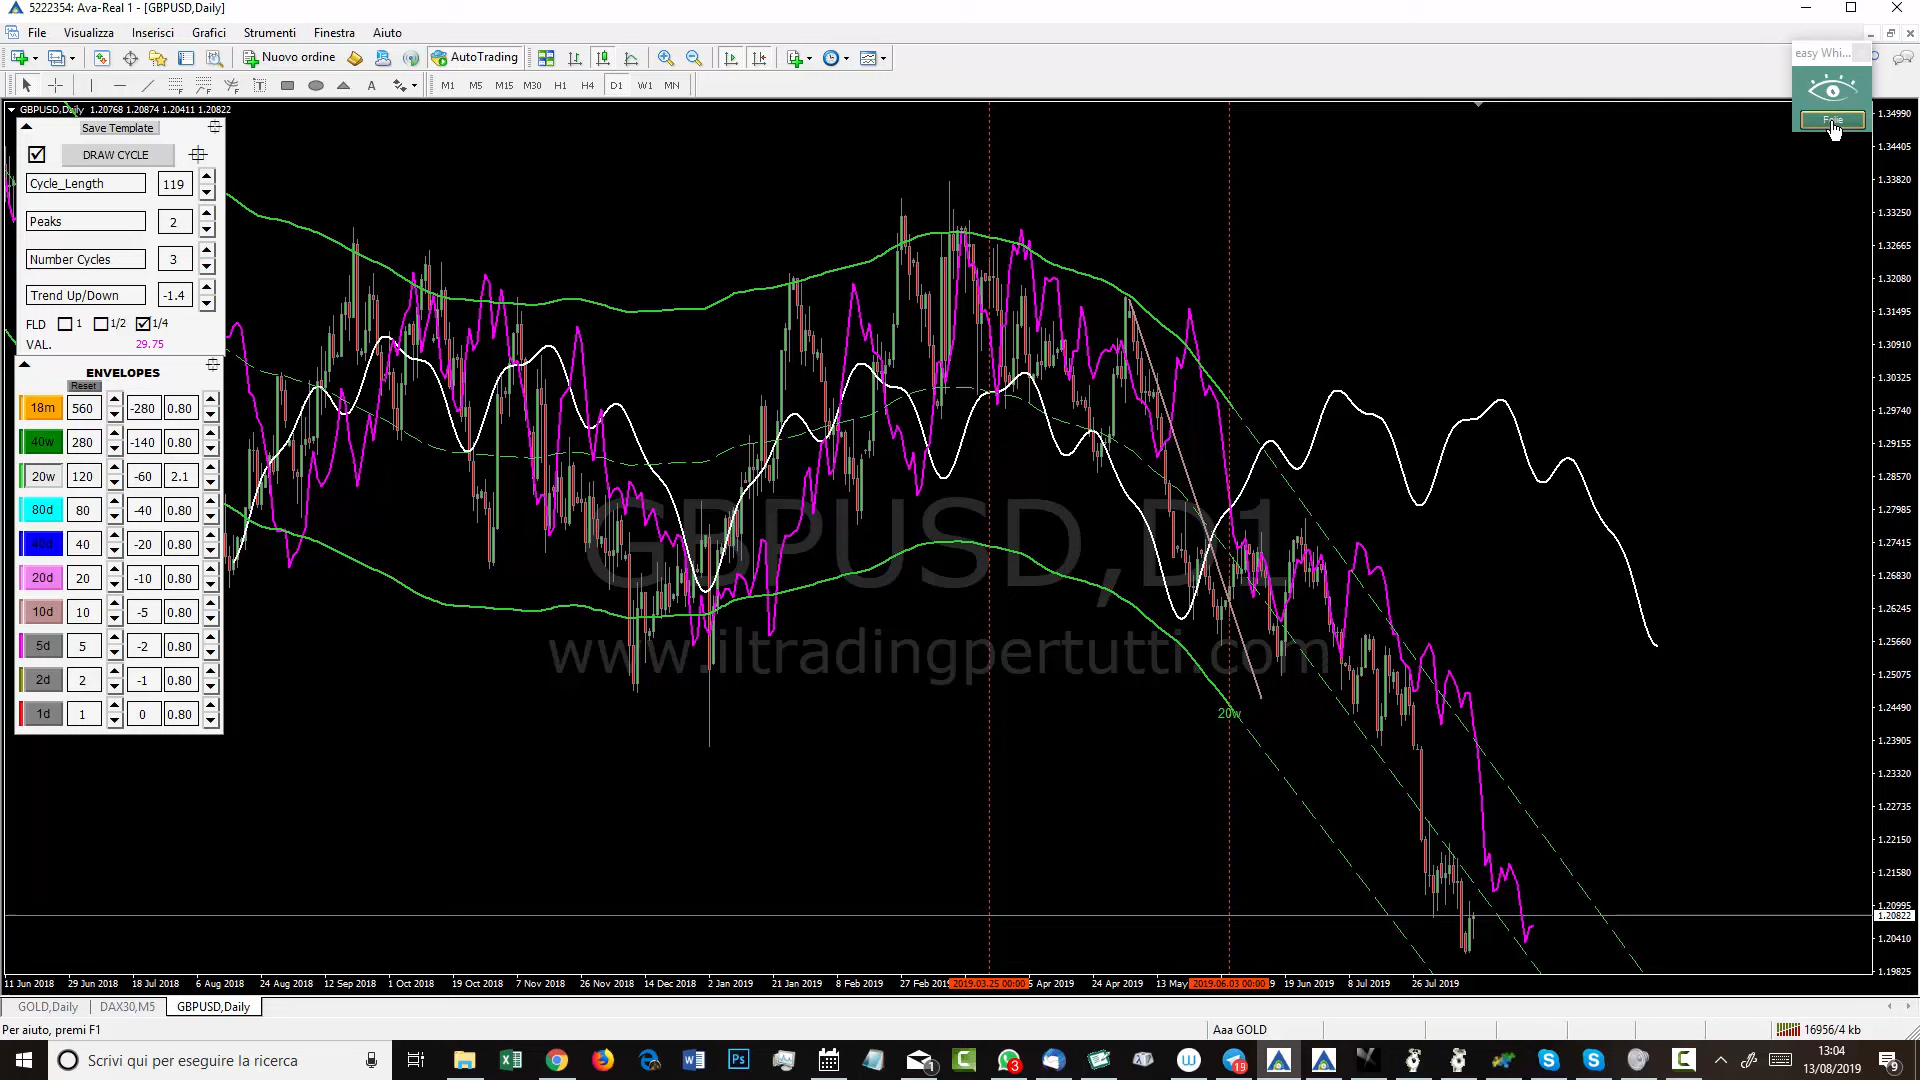 5222354: Ava-Real 1 - [GBPUSD,Daily]
File Visualizza Inserisci Grafici Strumenti Finestra Aiuto
Nuovo ordine AutoTrading
easy Whi...
A M1 M5 M15 M30 H1 H4 D1 W1 MN
GBPUSD,Daily 1.20768 1.20874 1.20411 1.20822
Save Template
DRAW CYCLE
Cycle_Length 119
Peaks 2
Number Cycles 3
Trend Up/Down -1.4
FLD 1 1/2 1/4
VAL. 29.75
ENVELOPES
Reset
18m 560 -280 0.80
40w 280 -140 0.80
20w 120 -60 2.1
80d 80 -40 0.80
40d 40 -20 0.80
20d 20 -10 0.80
10d 10 -5 0.80
5d 5 -2 0.80
2d 2 -1 0.80
1d 1 0 0.80
GBPUSD,D1
www.iltradingpertutti.com
20w
1.34990
1.34405
1.33820
1.33250
1.32665
1.32080
1.31495
1.30910
1.30325
1.29740
1.29155
1.28570
1.27985
1.27415
1.26830
1.26245
1.25660
1.25075
1.24490
1.23905
1.23320
1.22735
1.22150
1.21580
1.20995
1.20822
1.20410
1.19825
11 Jun 2018 29 Jun 2018 18 Jul 2018 6 Aug 2018 24 Aug 2018 12 Sep 2018 1 Oct 2018 19 Oct 2018 7 Nov 2018 26 Nov 2018 14 Dec 2018 2 Jan 2019 21 Jan 2019 8 Feb 2019 27 Feb 2019 2019.03.25 00:00 5 Apr 2019 24 Apr 2019 13 May 2019.06.03 00:00 9 19 Jun 2019 8 Jul 2019 26 Jul 2019
GOLD,Daily DAX30,M5 GBPUSD,Daily
Per aiuto, premi F1 Aaa GOLD 16956/4 kb
Scrivi qui per eseguire la ricerca
13:04
13/08/2019